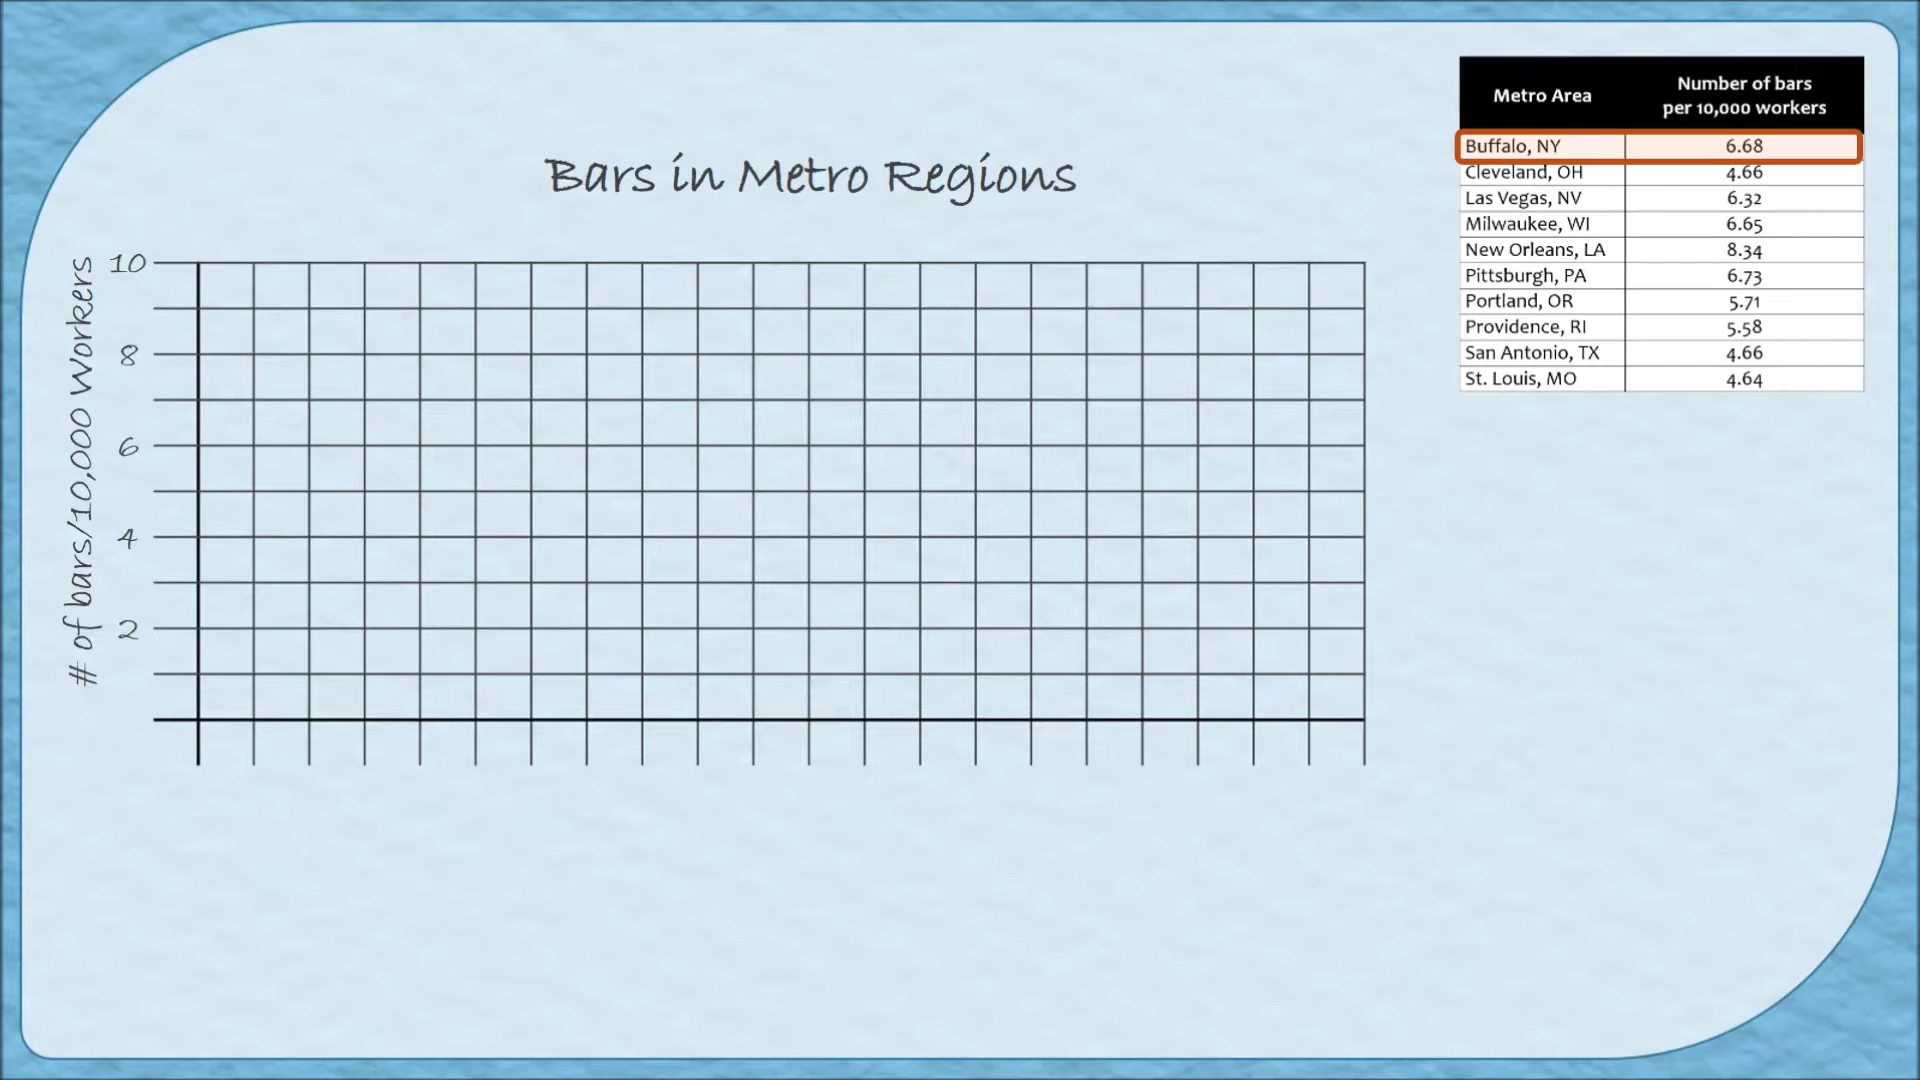 Bars in Metro Regions
# of bars/10,000 Workers
10
8
6
4
2
Metro Area Number of bars per 10,000 workers
Buffalo, NY 6.68
Cleveland, OH 4.66
Las Vegas, NV 6.32
Milwaukee, WI 6.65
New Orleans, LA 8.34
Pittsburgh, PA 6.73
Portland, OR 5.71
Providence, RI 5.58
San Antonio, TX 4.66
St. Louis, MO 4.64